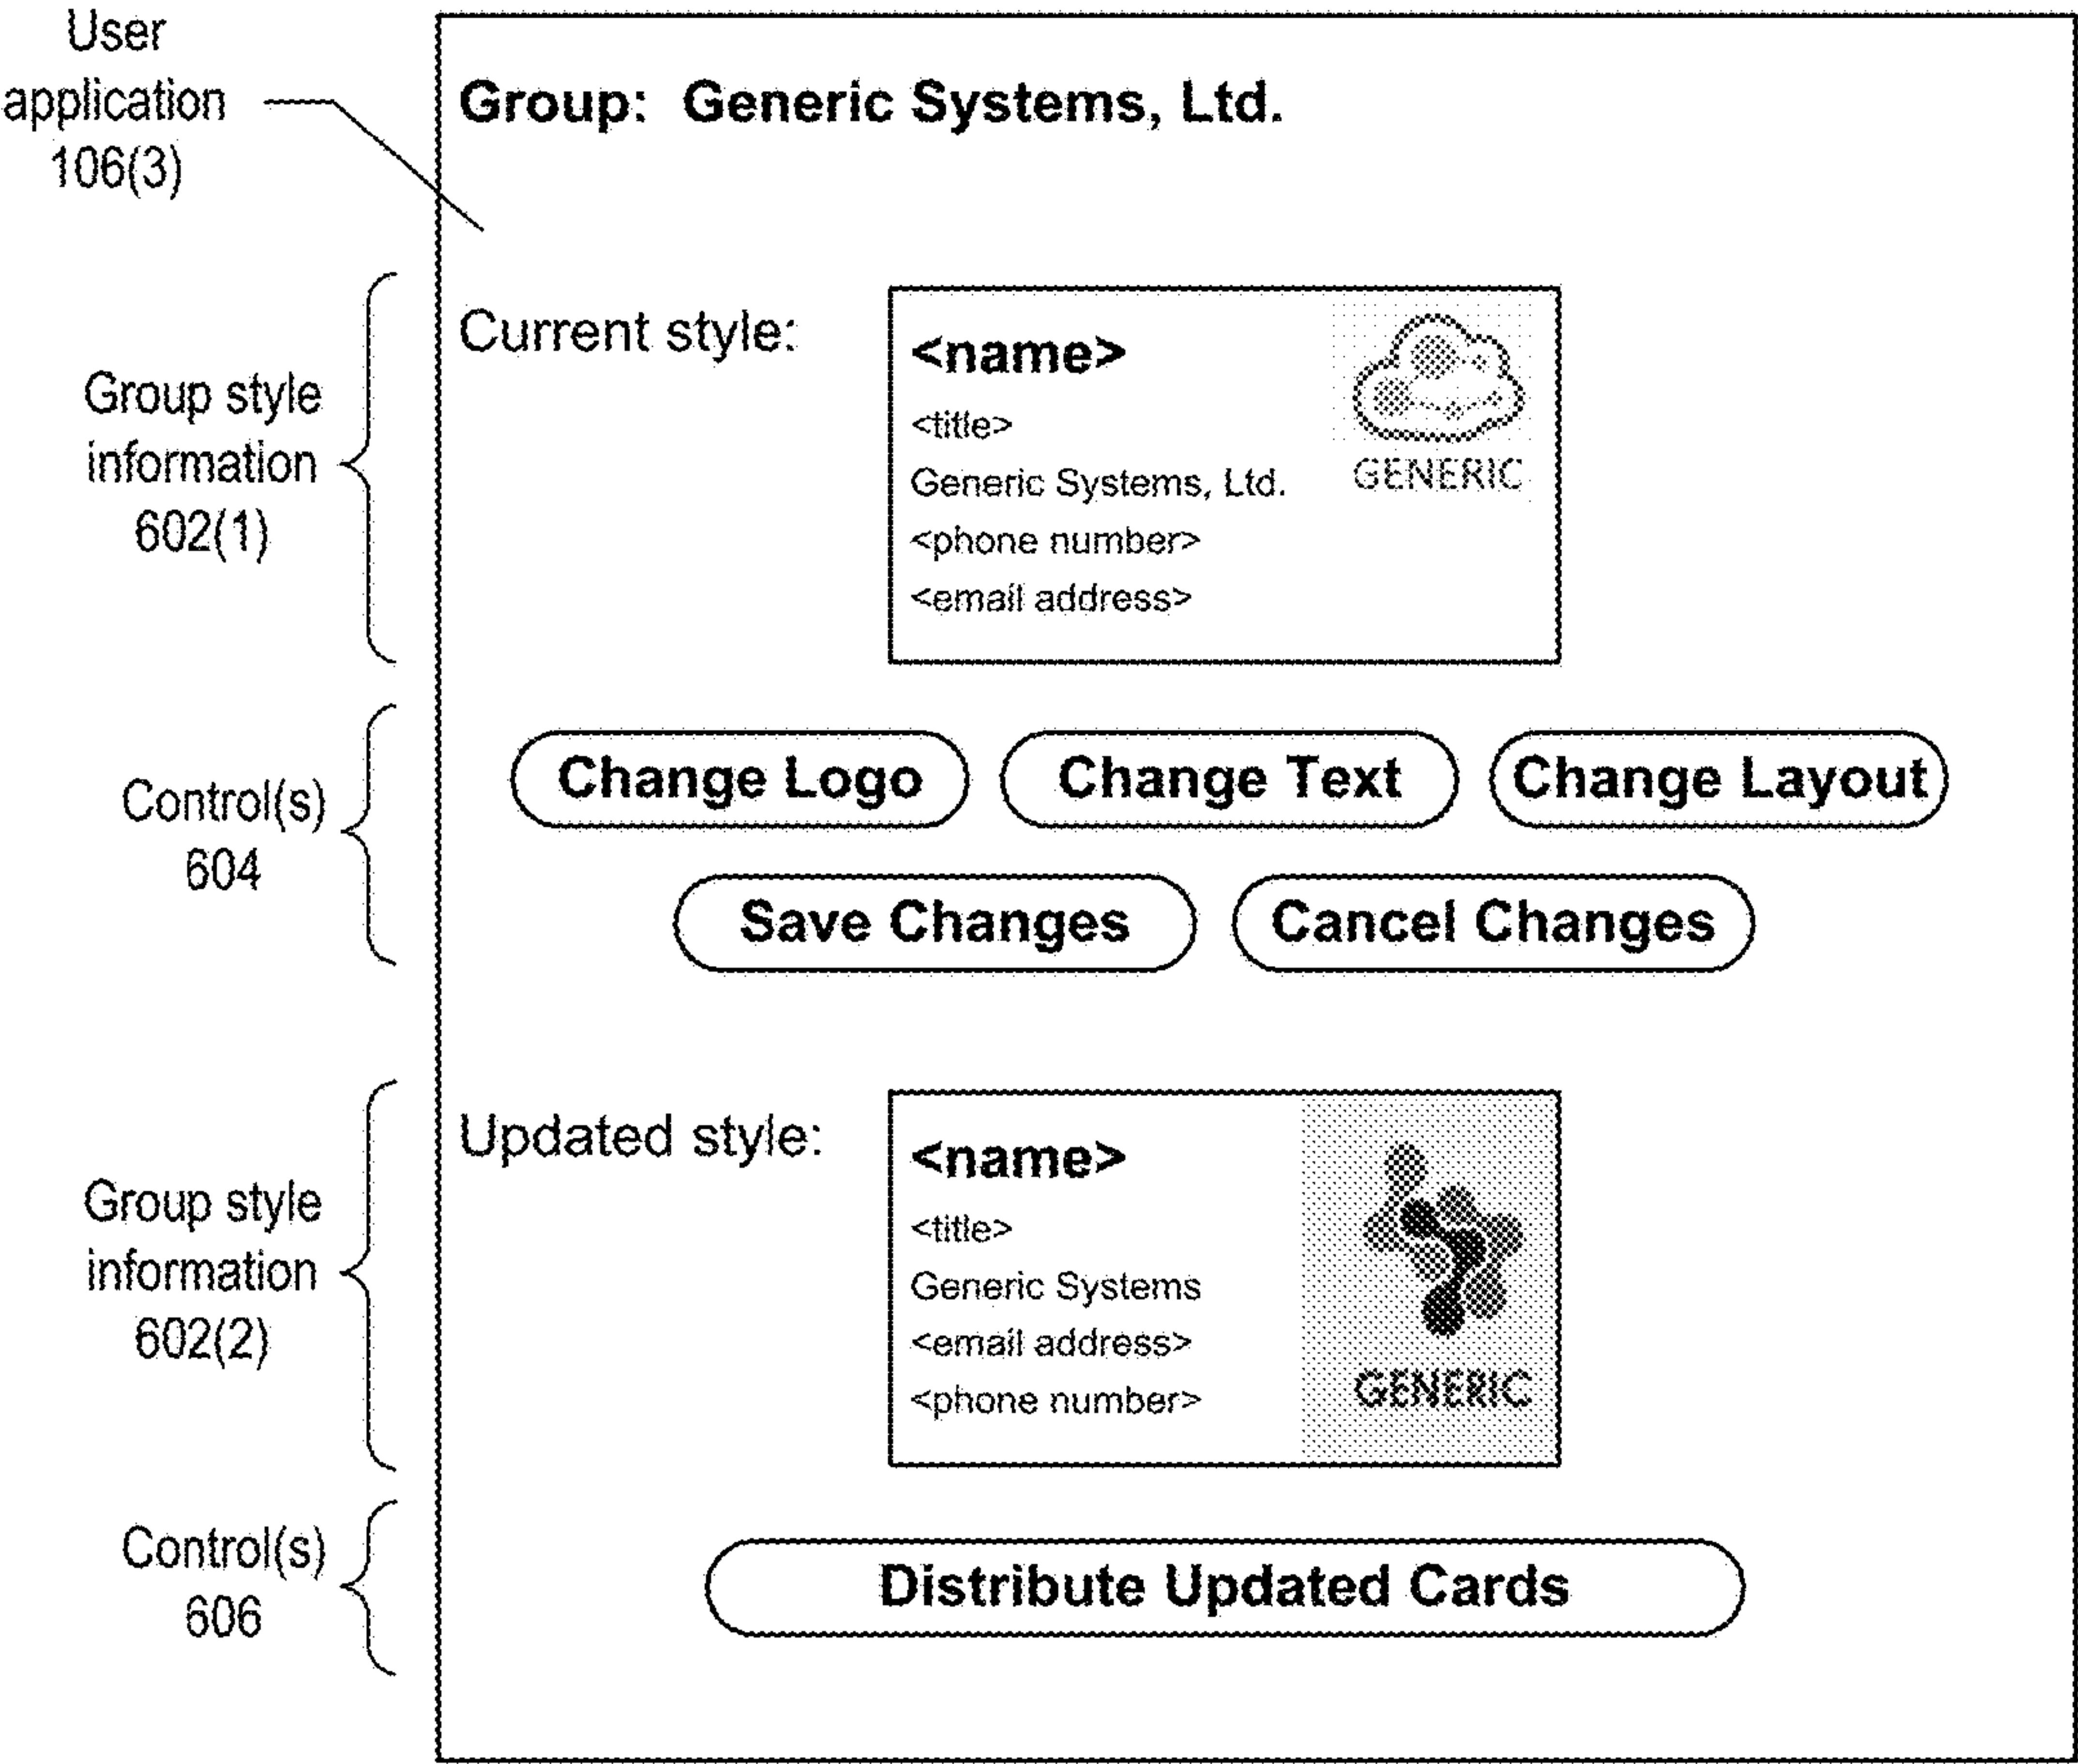 User
application
106(3)
Group: Generic Systems, Ltd.
Group style
information
602(1)
Current style:
<name>
<title>
Generic Systems, Ltd.
<phone number>
<email address>
GENERIC
Control(s)
604
Change Logo
Change Text
Change Layout
Save Changes
Cancel Changes
Group style
information
602(2)
Updated style:
<name>
<title>
Generic Systems
<email address>
<phone number>
GENERIC
Control(s)
606
Distribute Updated Cards